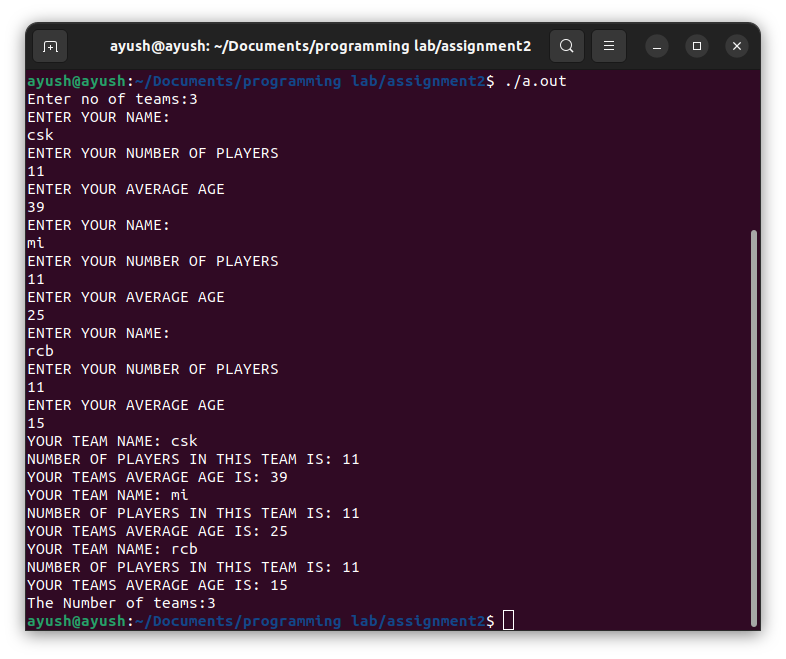 ayush@ayush: ~/Documents/programming lab/assignment2
ayush@ayush:~/Documents/programming lab/assignment2$ ./a.out
Enter no of teams:3
ENTER YOUR NAME:
csk
ENTER YOUR NUMBER OF PLAYERS
11
ENTER YOUR AVERAGE AGE
39
ENTER YOUR NAME:
mi
ENTER YOUR NUMBER OF PLAYERS
11
ENTER YOUR AVERAGE AGE
25
ENTER YOUR NAME:
rcb
ENTER YOUR NUMBER OF PLAYERS
11
ENTER YOUR AVERAGE AGE
15
YOUR TEAM NAME: csk
NUMBER OF PLAYERS IN THIS TEAM IS: 11
YOUR TEAMS AVERAGE AGE IS: 39
YOUR TEAM NAME: mi
NUMBER OF PLAYERS IN THIS TEAM IS: 11
YOUR TEAMS AVERAGE AGE IS: 25
YOUR TEAM NAME: rcb
NUMBER OF PLAYERS IN THIS TEAM IS: 11
YOUR TEAMS AVERAGE AGE IS: 15
The Number of teams:3
ayush@ayush:~/Documents/programming lab/assignment2$